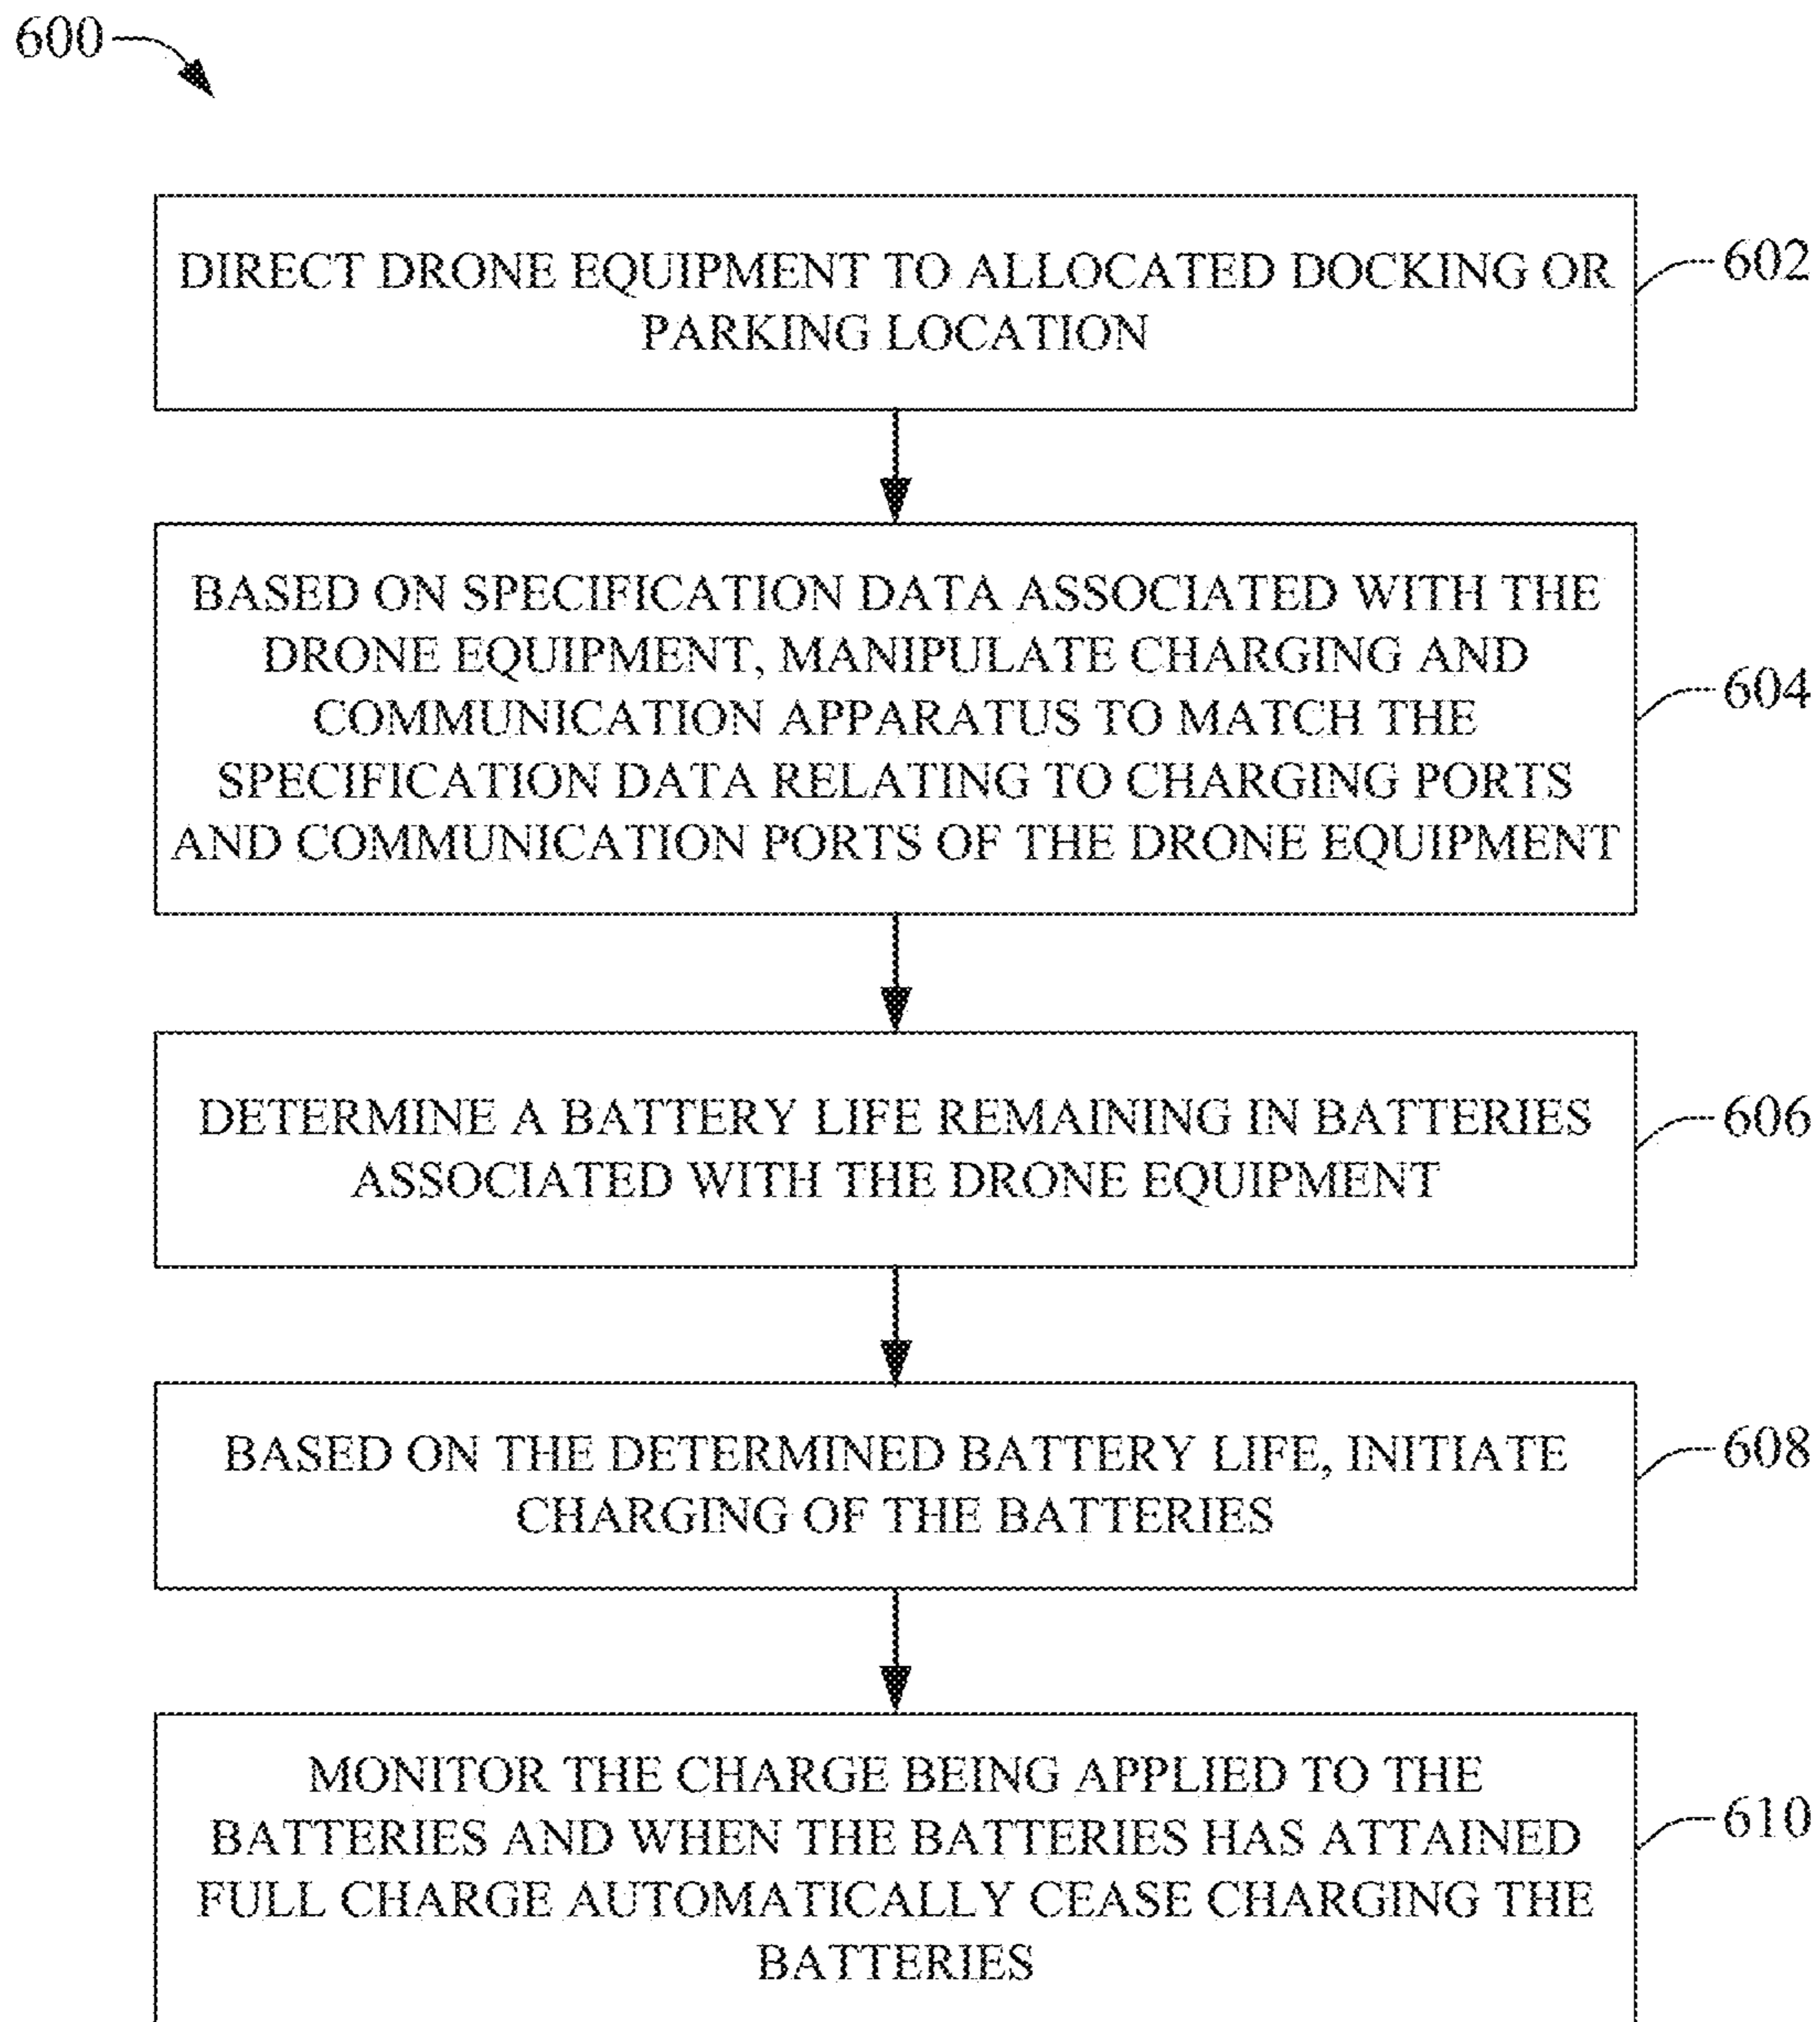 600
DIRECT DRONE EQUIPMENT TO ALLOCATED DOCKING OR
PARKING LOCATION
602
BASED ON SPECIFICATION DATA ASSOCIATED WITH THE
DRONE EQUIPMENT, MANIPULATE CHARGING AND
COMMUNICATION APPARATUS TO MATCH THE
SPECIFICATION DATA RELATING TO CHARGING PORTS
AND COMMUNICATION PORTS OF THE DRONE EQUIPMENT
604
DETERMINE A BATTERY LIFE REMAINING IN BATTERIES
ASSOCIATED WITH THE DRONE EQUIPMENT
606
BASED ON THE DETERMINED BATTERY LIFE, INITIATE
CHARGING OF THE BATTERIES
608
MONITOR THE CHARGE BEING APPLIED TO THE
BATTERIES AND WHEN THE BATTERIES HAS ATTAINED
FULL CHARGE AUTOMATICALLY CEASE CHARGING THE
BATTERIES
610